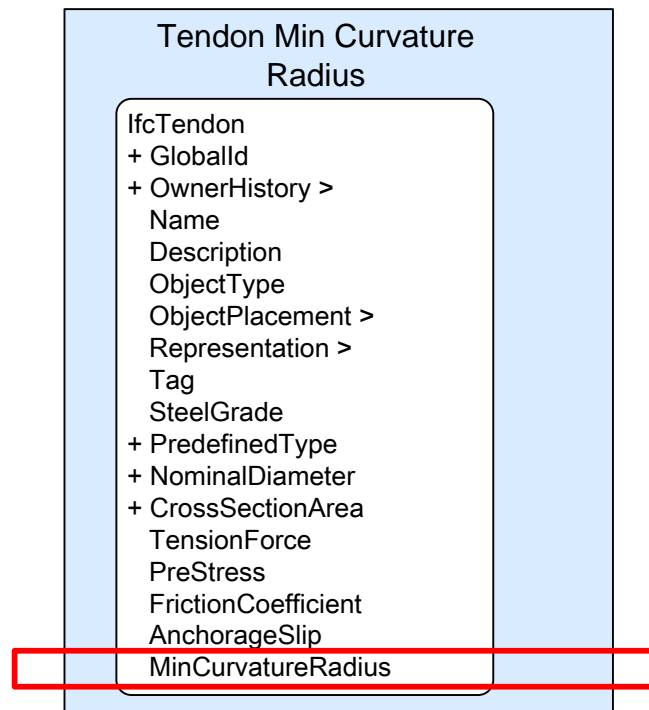 Tendon Min Curvature
Radius
IfcTendon
+ GlobalId
+ OwnerHistory >
Name
Description
ObjectType
ObjectPlacement >
Representation >
Tag
SteelGrade
+ PredefinedType
+ NominalDiameter
+ CrossSectionArea
TensionForce
PreStress
FrictionCoefficient
AnchorageSlip
MinCurvatureRadius